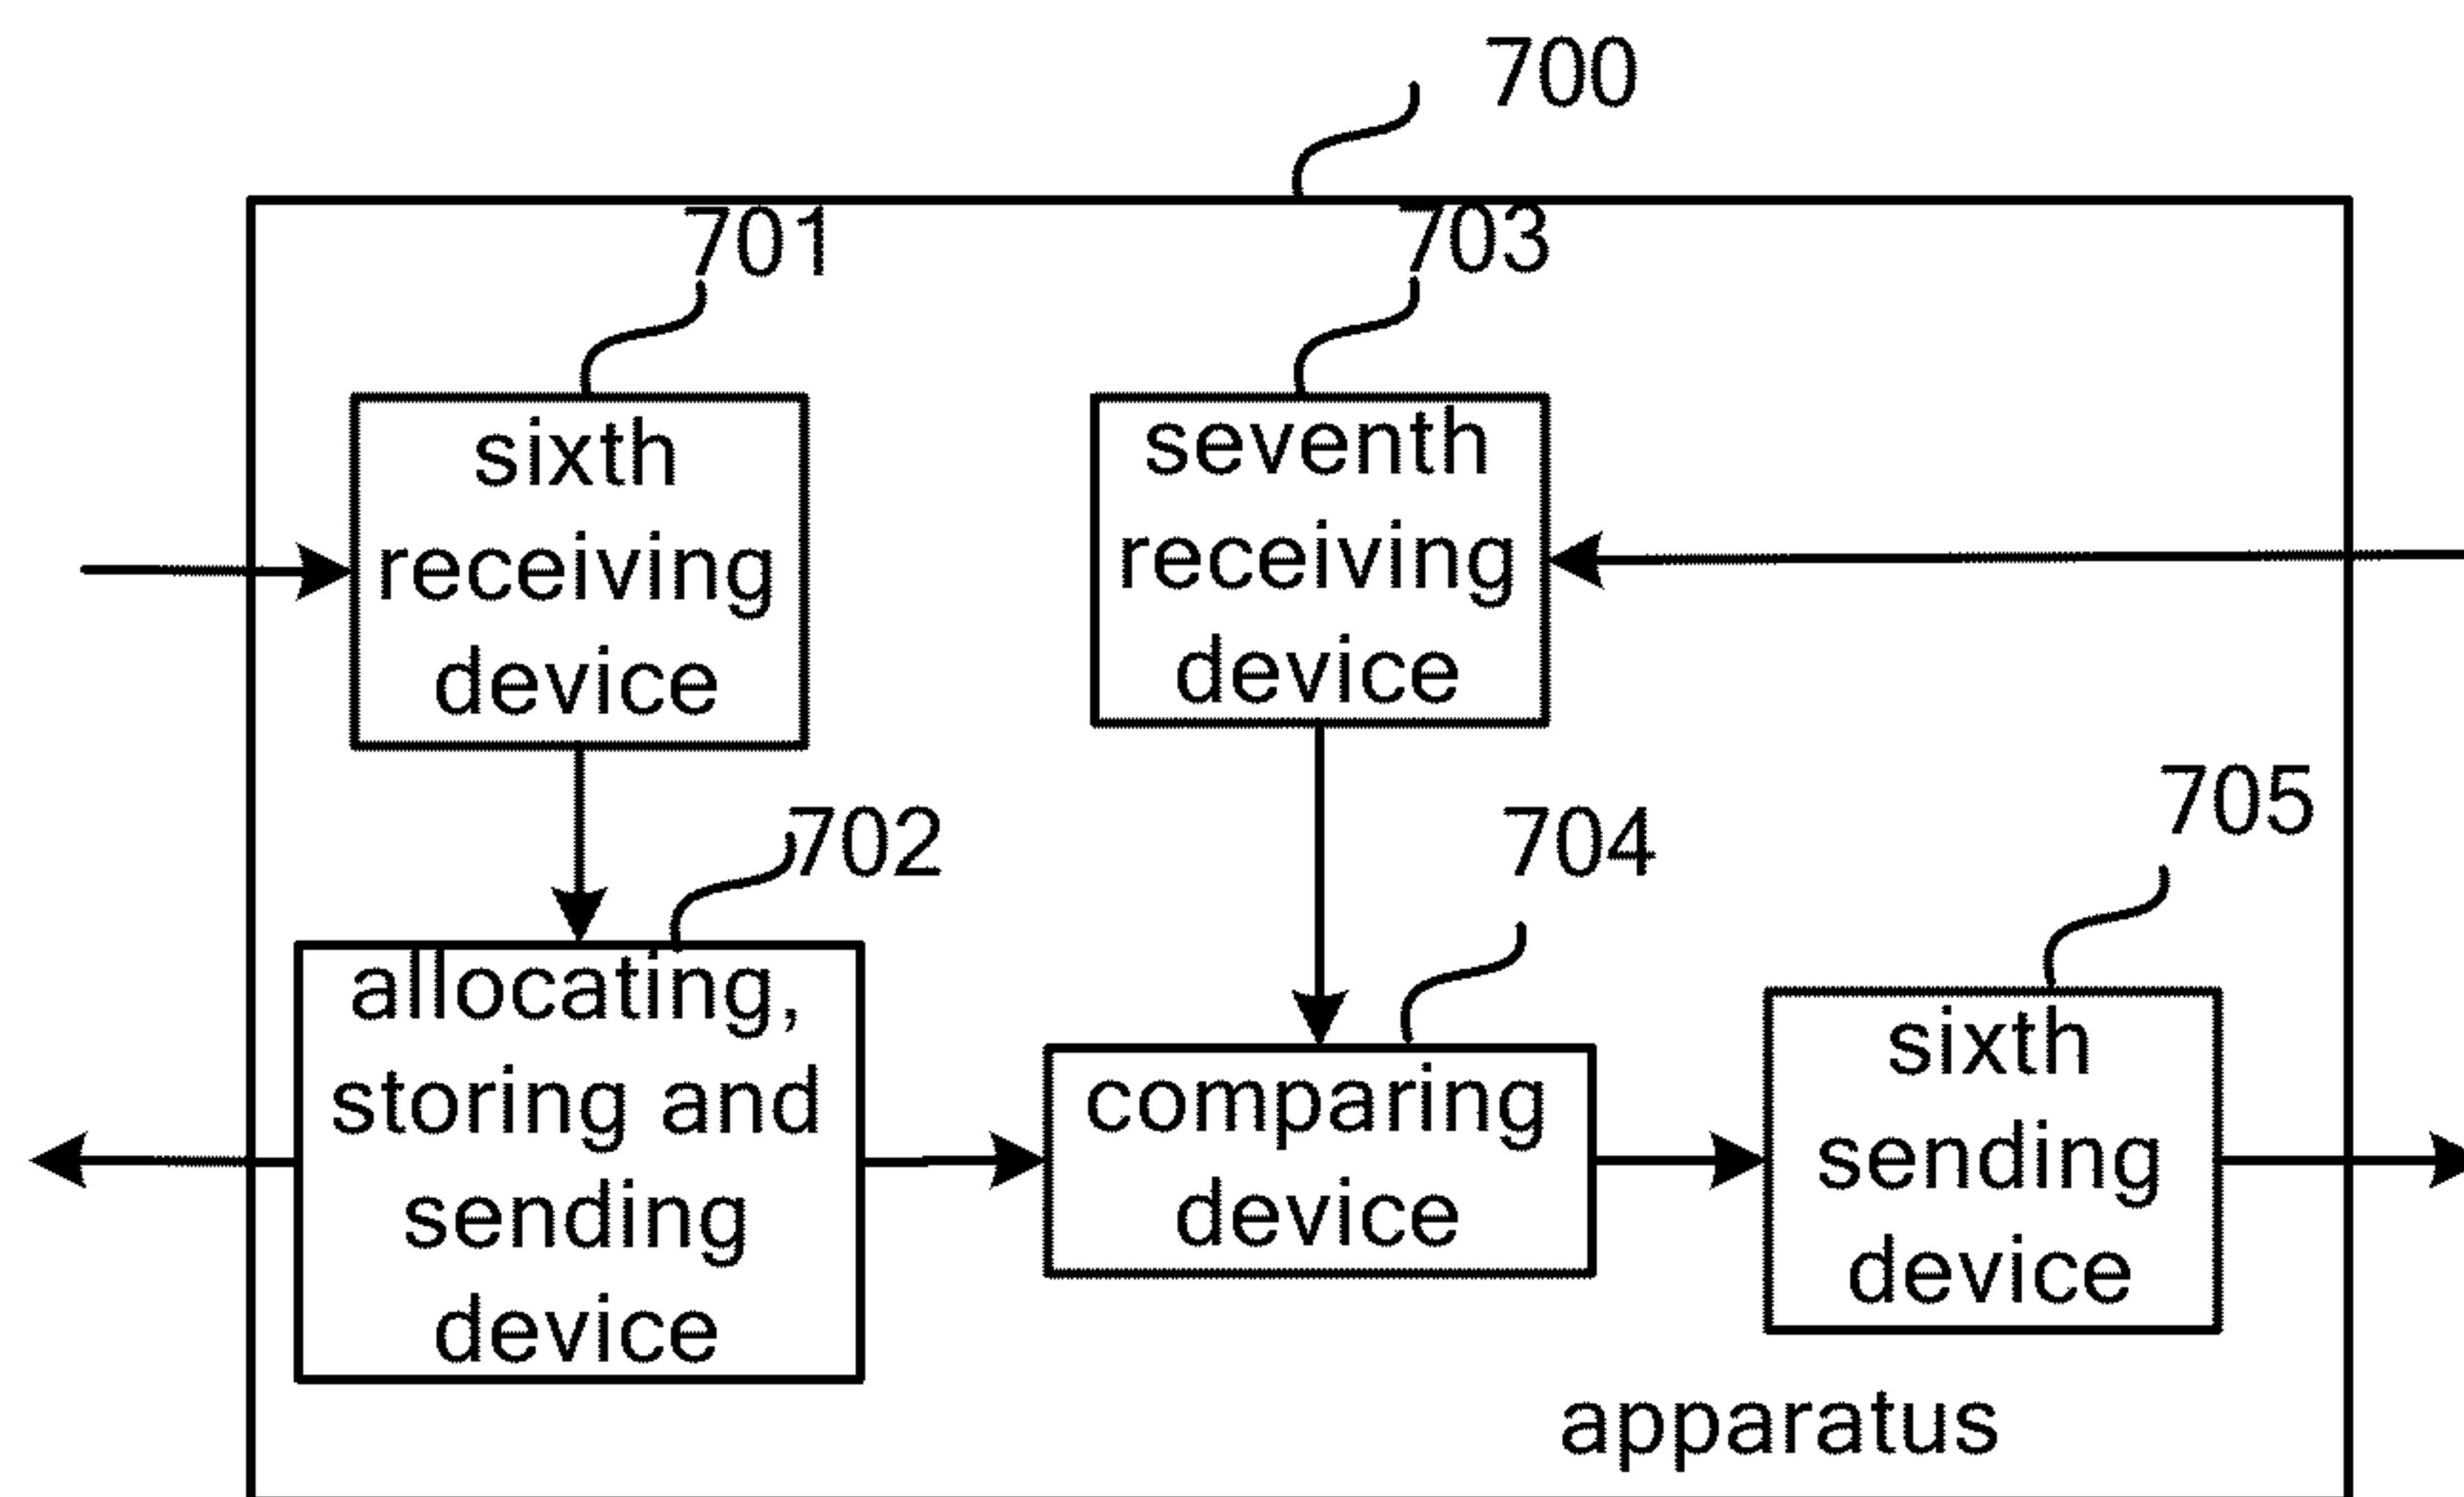 700
701
703
sixth
receiving
device
seventh
receiving
device
702
704
705
allocating,
storing and
sending
device
comparing
device
sixth
sending
device
apparatus